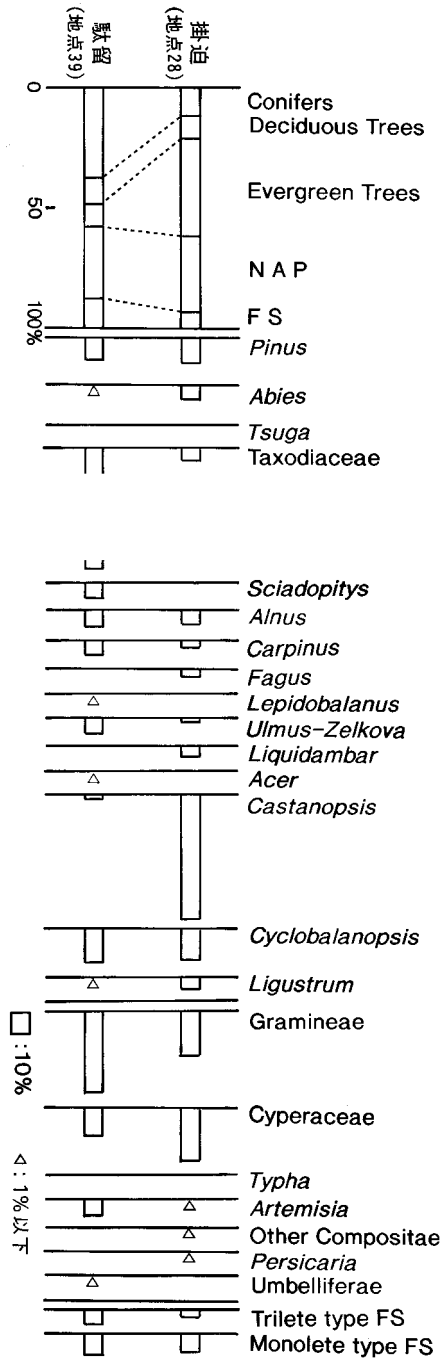 掛迫
(地点28)
駄留
(地点39)
0
50
100%
Conifers
Deciduous Trees
Evergreen Trees
N A P
F S
Pinus
Abies
Tsuga
Taxodiaceae
Sciadopitys
Alnus
Carpinus
Fagus
Lepidobalanus
Ulmus-Zelkova
Liquidambar
Acer
Castanopsis
Cyclobalanopsis
Ligustrum
Gramineae
Cyperaceae
Typha
Artemisia
Other Compositae
Persicaria
Umbelliferae
Trilete type FS
Monolete type FS
□:10%
△:1%以下